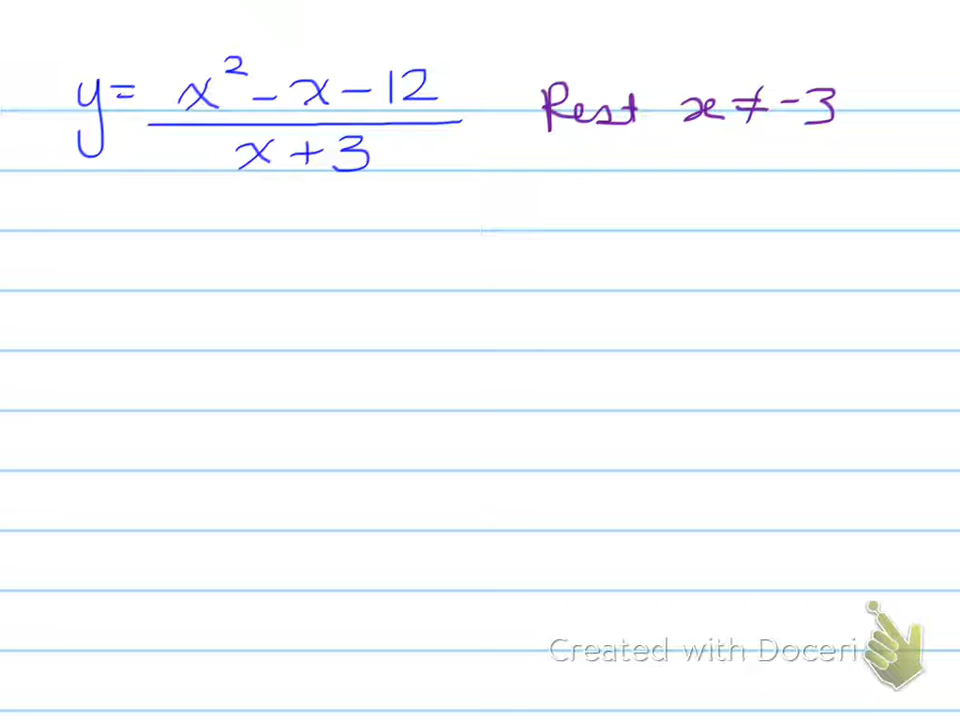 y = x² - x - 12 Rest x ≠ -3
x + 3
Created with Doceri